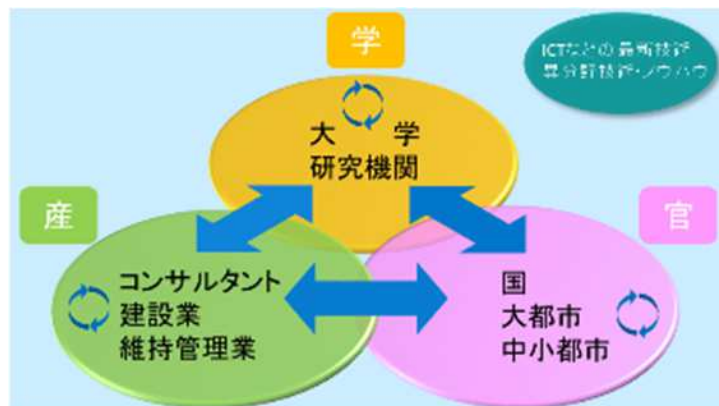 学
ICTなどの最新技術
異分野技術・ノウハウ
大　学
研究機関
産
官
コンサルタント
建設業
維持管理業
国
大都市
中小都市